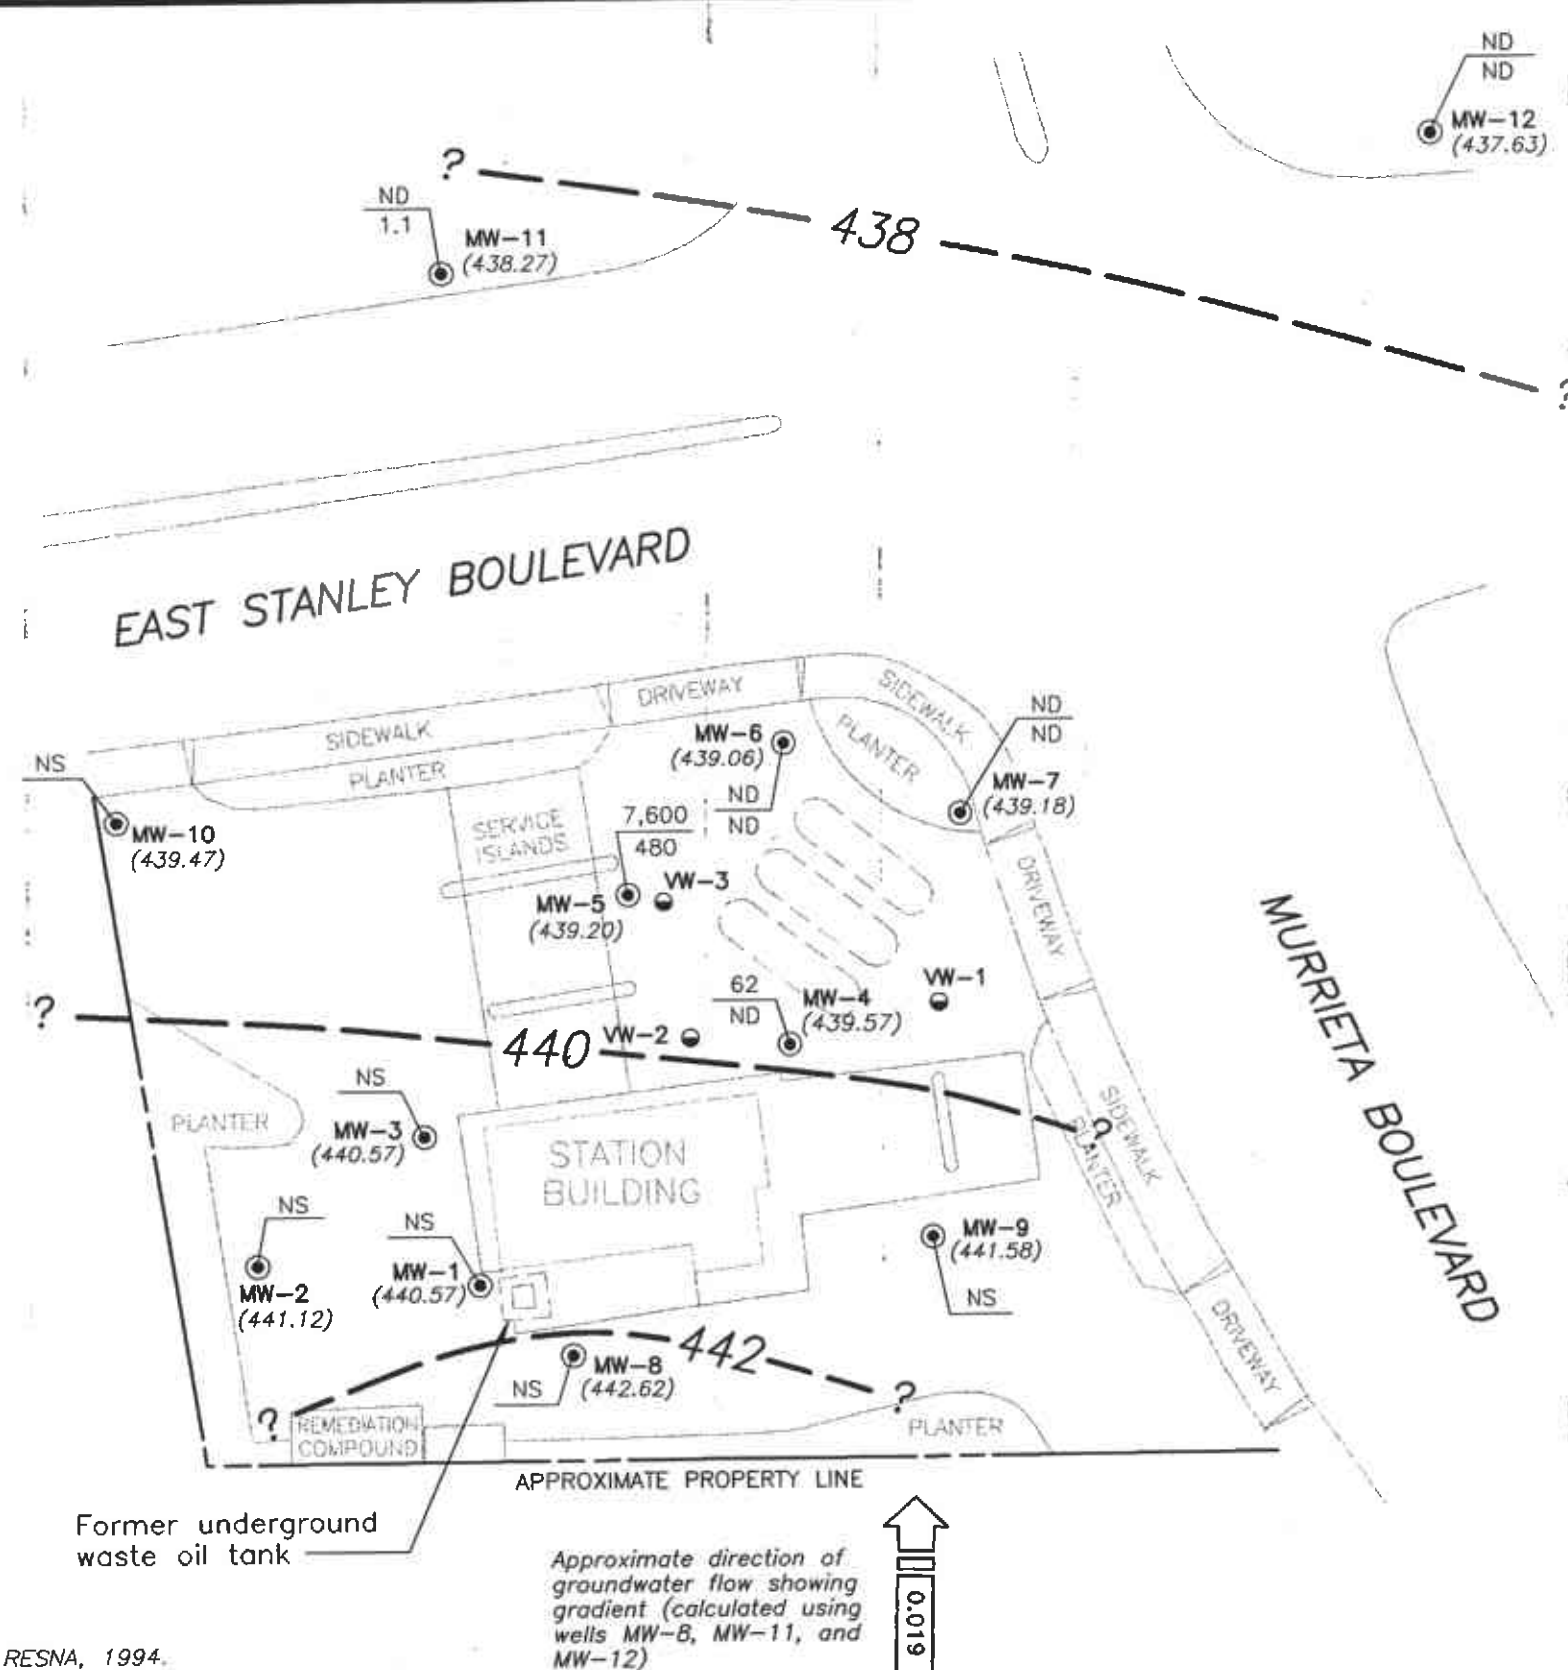 ND
ND
MW-12
(437.63)
?
438
ND
1.1
MW-11
(438.27)
?
EAST STANLEY BOULEVARD
SIDEWALK
DRIVEWAY
SIDEWALK
PLANTER
PLANTER
NS
MW-10
(439.47)
MW-6
(439.06)
ND
ND
ND
ND
MW-7
(439.18)
SERVICE
ISLANDS
7,600
480
MW-5
(439.20)
VW-3
DRIVEWAY
MURRIETA BOULEVARD
62
ND
MW-4
(439.57)
VW-1
VW-2
?
440
?
NS
MW-3
(440.57)
PLANTER
STATION
BUILDING
SIDEWALK
PLANTER
NS
MW-2
(441.12)
NS
MW-1
(440.57)
MW-9
(441.58)
NS
DRIVEWAY
442
?
?
NS
MW-8
(442.62)
REMEDIATION
COMPOUND
PLANTER
APPROXIMATE PROPERTY LINE
Former underground
waste oil tank
Approximate direction of
groundwater flow showing
gradient (calculated using
wells MW-8, MW-11, and
MW-12)
0.019
RESNA, 1994.